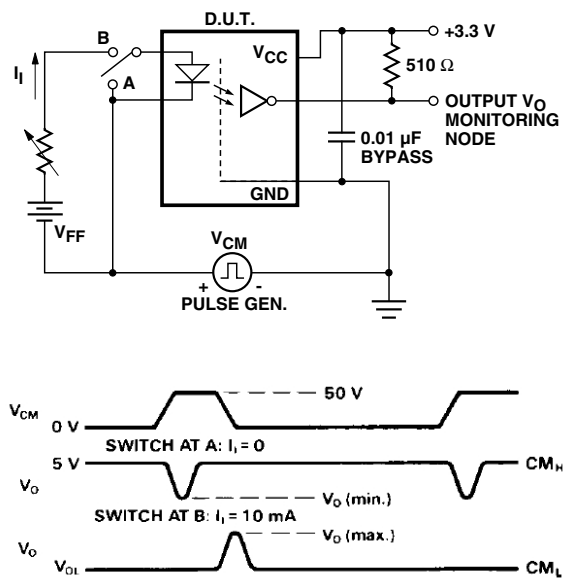 D.U.T.
B
A
I_I
V_FF
V_CC
GND
+3.3 V
510 Ω
OUTPUT V_O
MONITORING
NODE
0.01 µF
BYPASS
V_CM
+ -
PULSE GEN.
V_CM
50 V
0 V
SWITCH AT A: I_I = 0
5 V
CM_H
V_O
V_O (min.)
SWITCH AT B: I_I = 10 mA
V_O (max.)
V_O
V_OL
CM_L